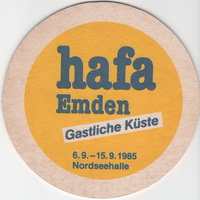 hafa
Emden
Gastliche Küste
6.9.–15.9.1985
Nordseehalle